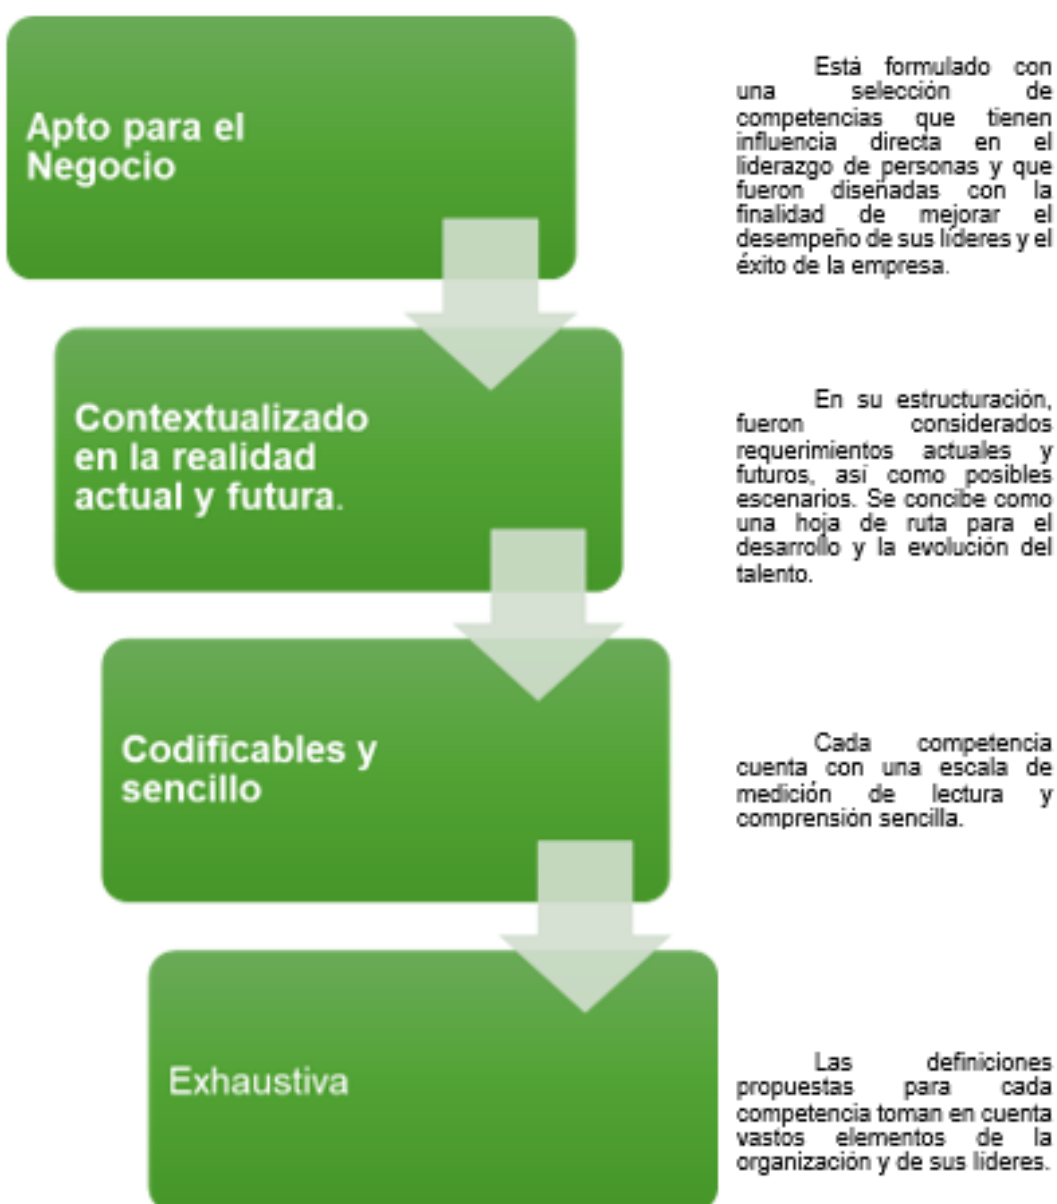 Apto para el
Negocio
Está formulado con
una selección de
competencias que tienen
influencia directa en el
liderazgo de personas y que
fueron diseñadas con la
finalidad de mejorar el
desempeño de sus líderes y el
éxito de la empresa.
Contextualizado
en la realidad
actual y futura.
En su estructuración,
fueron considerados
requerimientos actuales y
futuros, así como posibles
escenarios. Se concibe como
una hoja de ruta para el
desarrollo y la evolución del
talento.
Codificables y
sencillo
Cada competencia
cuenta con una escala de
medición de lectura y
comprensión sencilla.
Exhaustiva
Las definiciones
propuestas para cada
competencia toman en cuenta
vastos elementos de la
organización y de sus líderes.